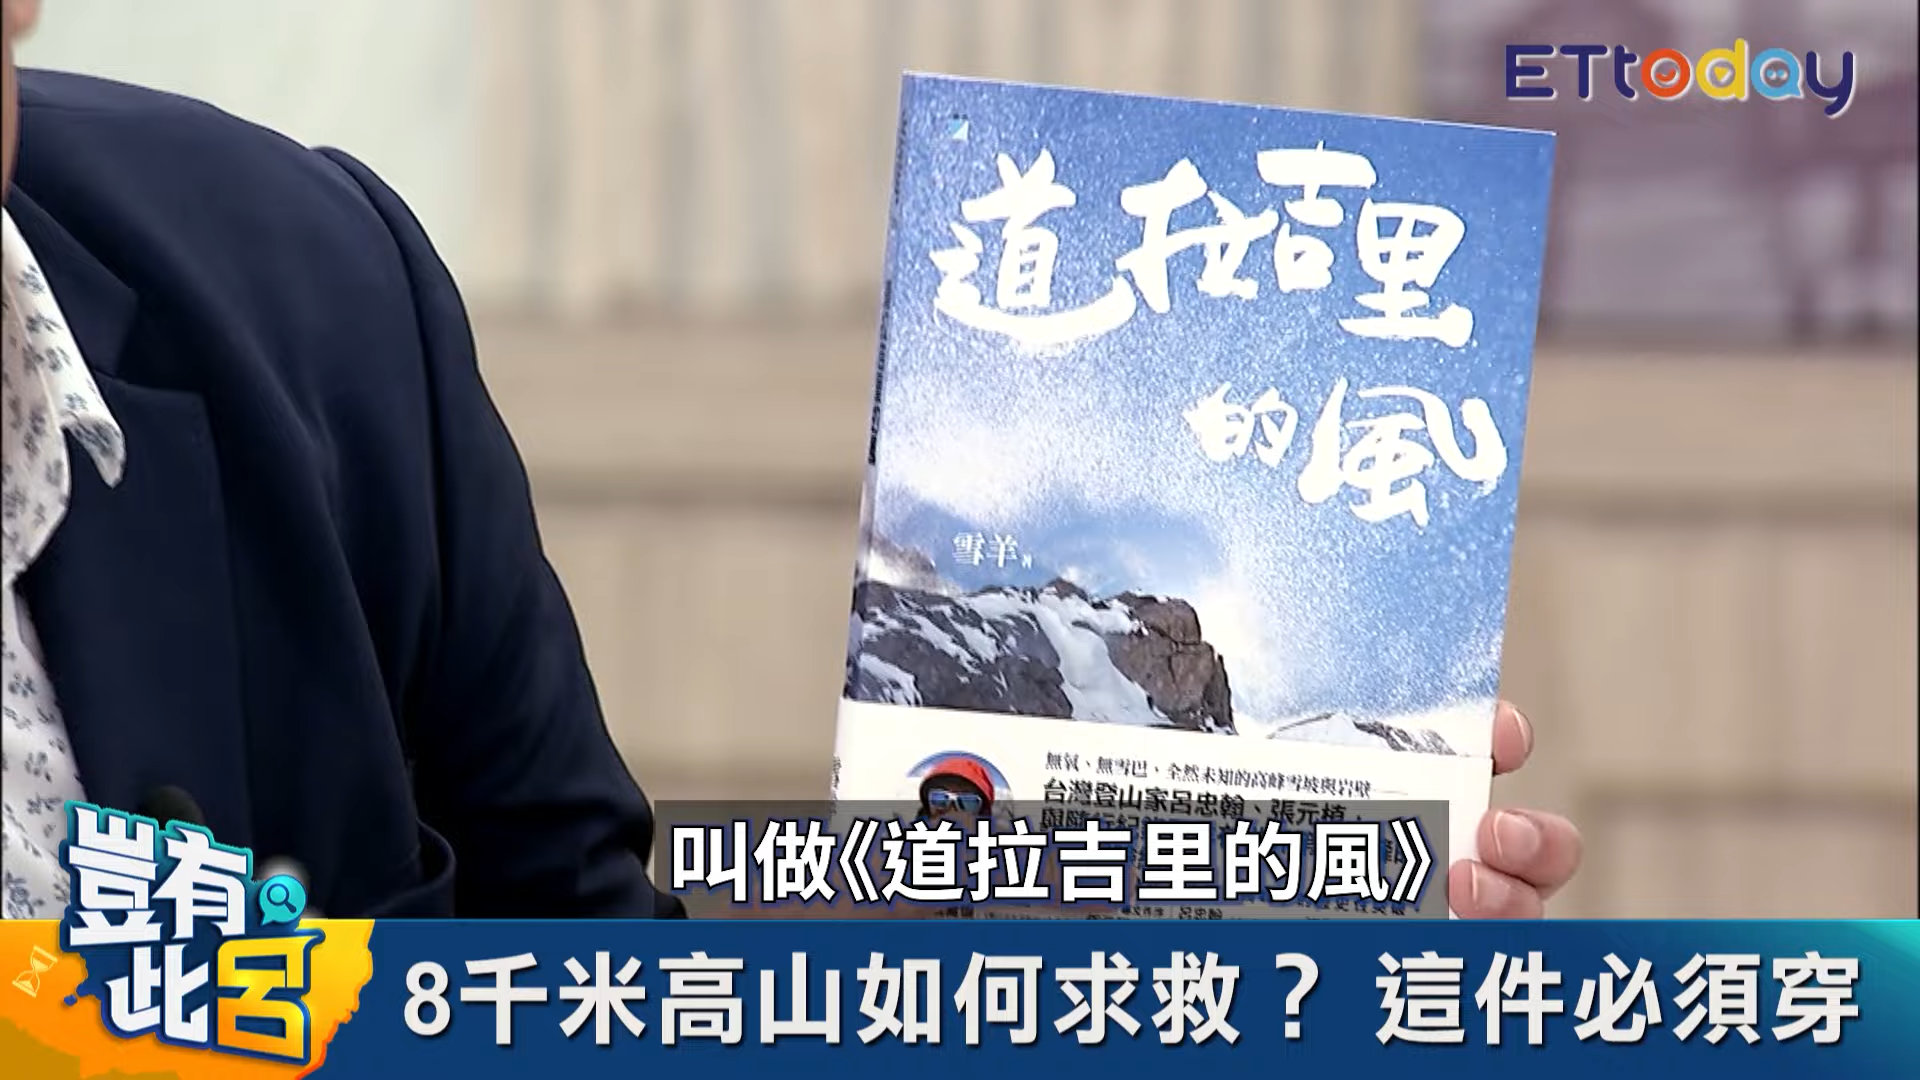 ETtoday
道拉吉里
的風
雪羊
無氧、無雪巴，全然未知的高峰雪坡與岩壁
台灣登山家呂忠翰、張元植，
叫做《道拉吉里的風》
豈有
此呂
8千米高山如何求救？ 這件必須穿